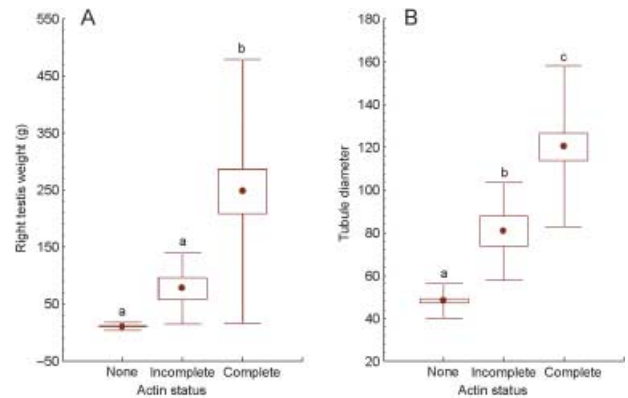 A
Right testis weight (g)
550
450
350
250
150
50
−50
a
a
b
None Incomplete Complete
Actin status
B
Tubule diameter
180
160
140
120
100
80
60
40
20
a
b
c
None Incomplete Complete
Actin status